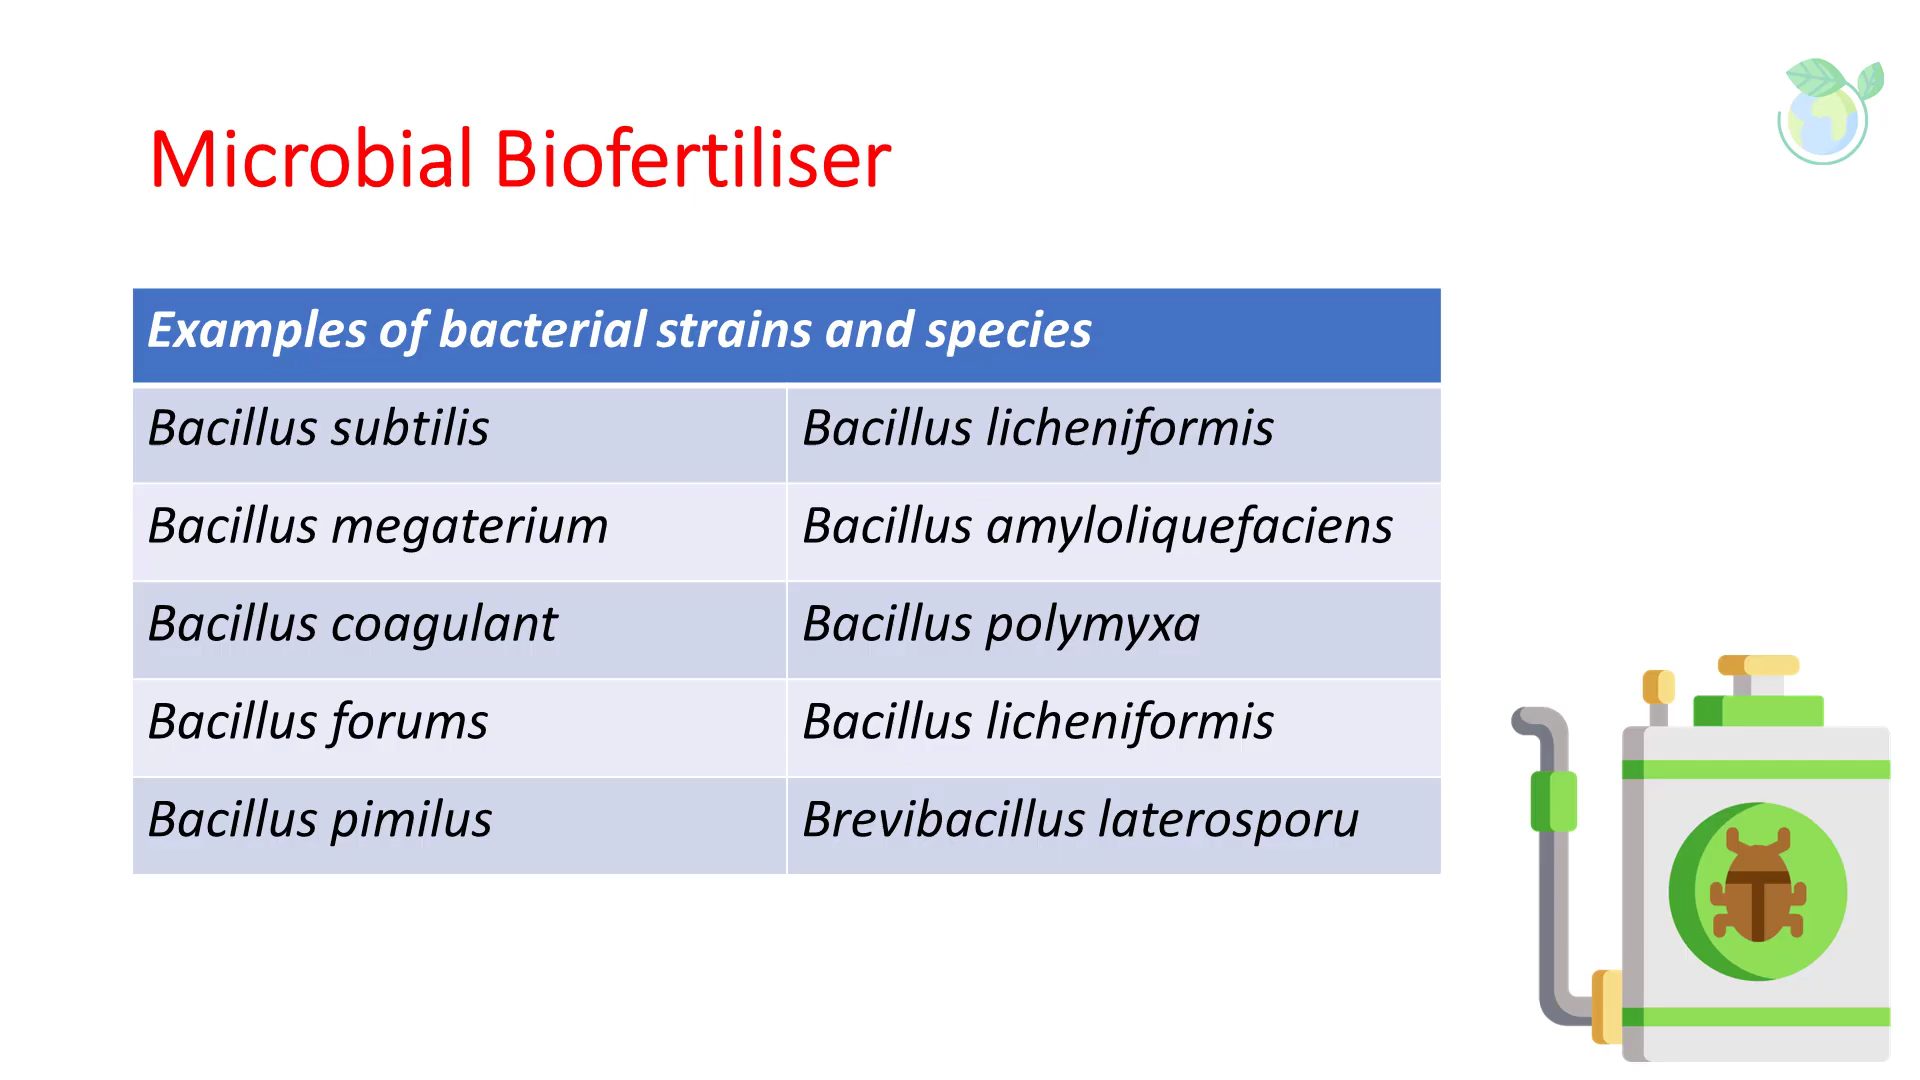 Microbial Biofertiliser
Examples of bacterial strains and species
Bacillus subtilis
Bacillus licheniformis
Bacillus megaterium
Bacillus amyloliquefaciens
Bacillus coagulant
Bacillus polymyxa
Bacillus forums
Bacillus licheniformis
Bacillus pimilus
Brevibacillus laterosporu